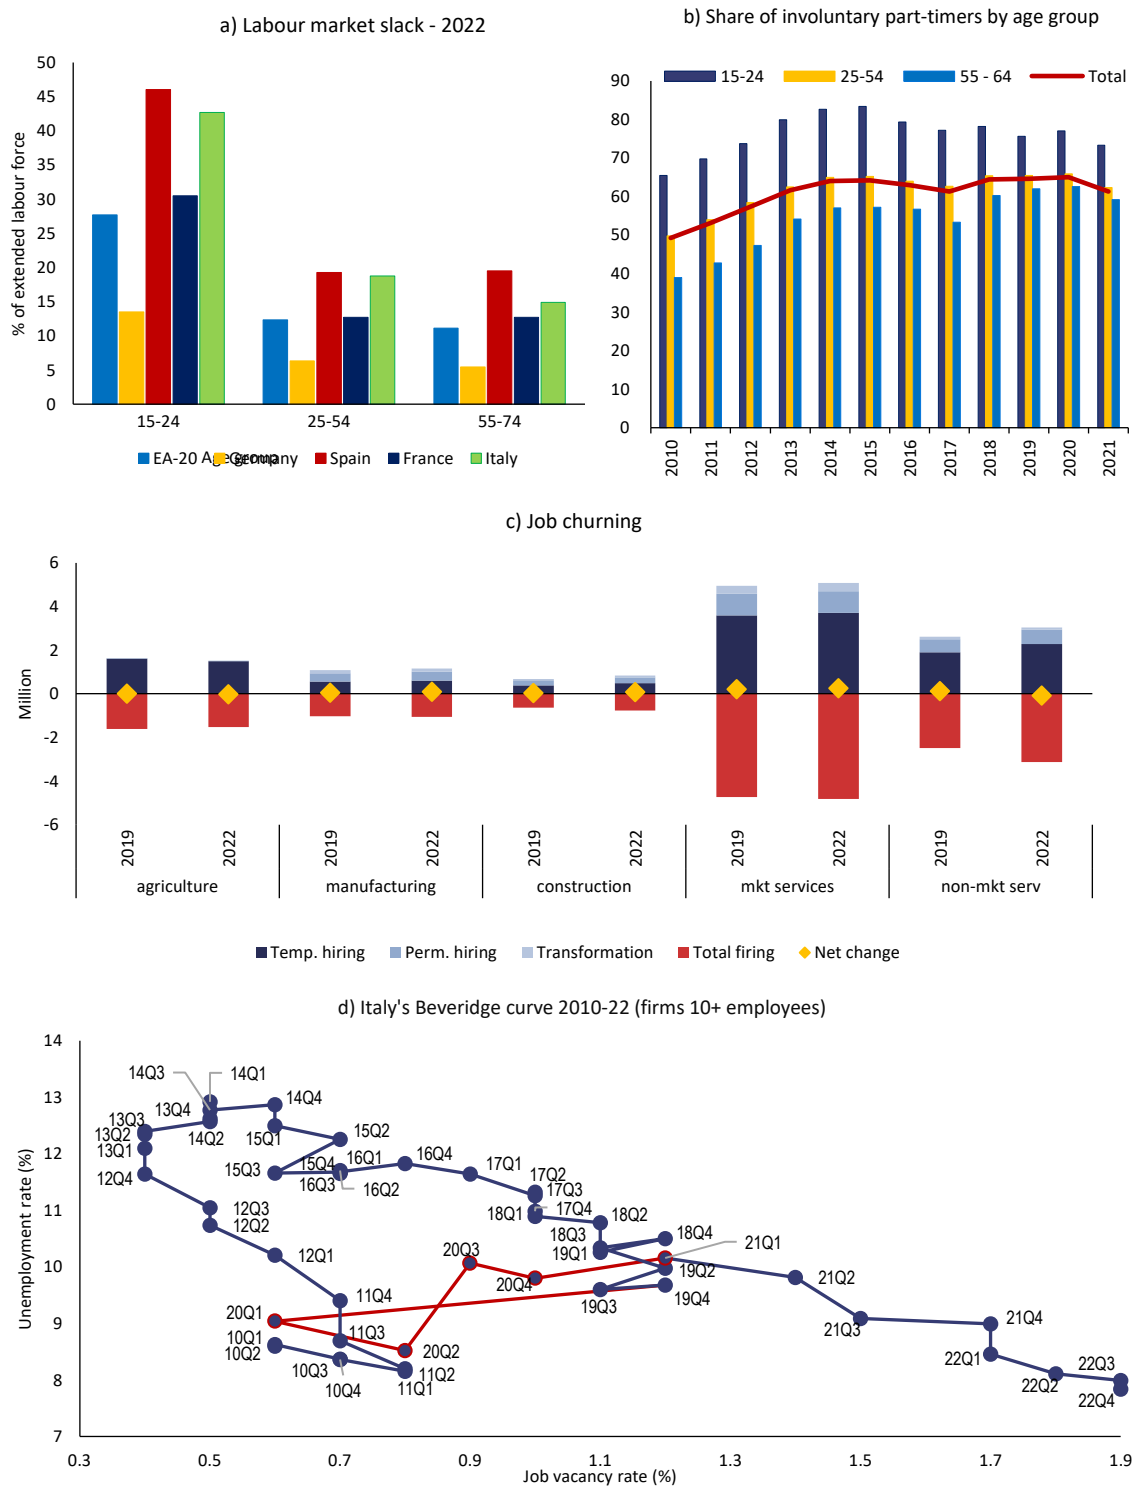 a) Labour market slack - 2022
50
45
40
35
30
25
20
15
10
5
0
% of extended labour force
15-24
25-54
55-74
Age group
EA-20 Germany Spain France Italy
b) Share of involuntary part-timers by age group
15-24 25-54 55 - 64 Total
90
80
70
60
50
40
30
20
10
0
2010
2011
2012
2013
2014
2015
2016
2017
2018
2019
2020
2021
c) Job churning
6
4
2
0
-2
-4
-6
Million
2019
2022
2019
2022
2019
2022
2019
2022
2019
2022
agriculture
manufacturing
construction
mkt services
non-mkt serv
Temp. hiring Perm. hiring Transformation Total firing Net change
d) Italy's Beveridge curve 2010-22 (firms 10+ employees)
14
13
12
11
10
9
8
7
Unemployment rate (%)
14Q3
14Q1
14Q4
13Q4
13Q3
13Q2
13Q1
14Q2
15Q1
15Q2
12Q4
15Q3
15Q4
16Q1
16Q3
16Q2
16Q4
17Q1
17Q2
17Q3
17Q4
18Q1
18Q2
12Q3
12Q2
18Q3
18Q4
19Q1
21Q1
12Q1
20Q3
20Q4
19Q2
21Q2
11Q4
19Q3
19Q4
20Q1
21Q3
21Q4
10Q1
10Q2
11Q3
20Q2
10Q3
10Q4
11Q2
11Q1
22Q1
22Q2
22Q3
22Q4
0.3
0.5
0.7
0.9
1.1
1.3
1.5
1.7
1.9
Job vacancy rate (%)